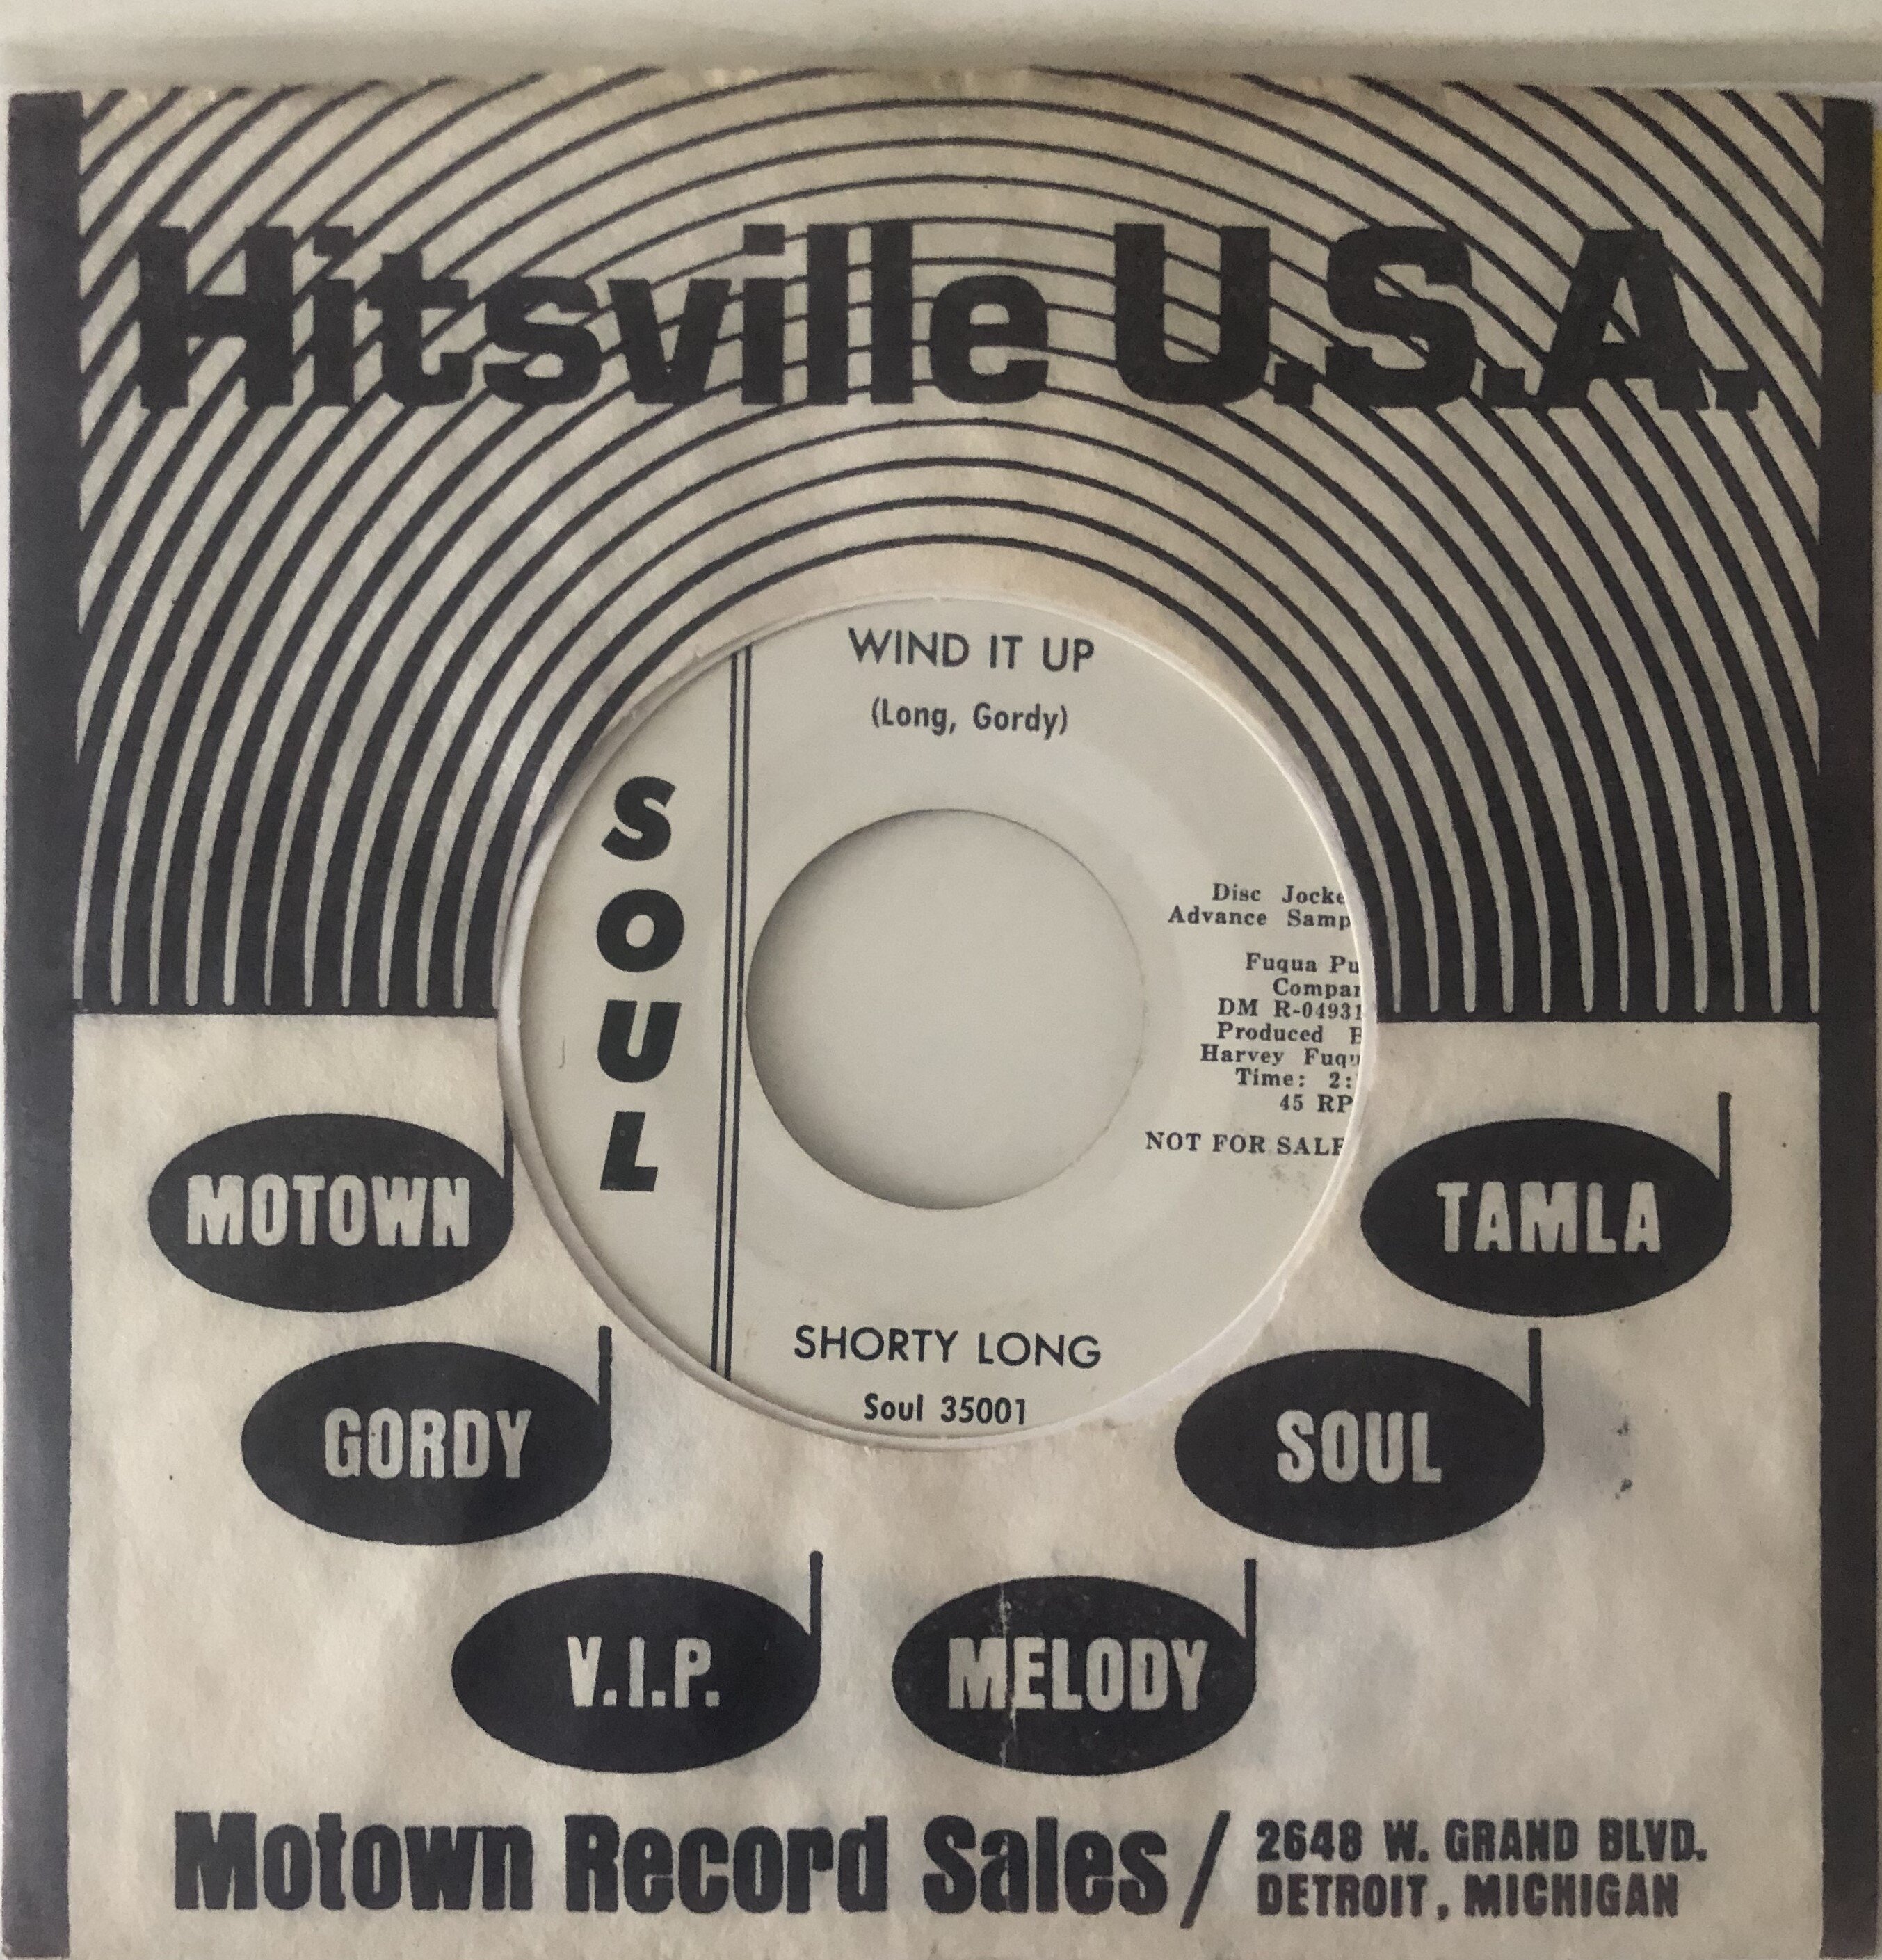 Hitsville U.S.A.
WIND IT UP
(Long, Gordy)
SOUL
Disc Jocke
Advance Samp
Fuqua Pu
Compan
DM R-04931
Produced
Harvey Fuqu
Time: 2:
45 RP
NOT FOR SALE
SHORTY LONG
Soul 35001
MOTOWN
TAMLA
GORDY
SOUL
V.I.P.
MELODY
Motown Record Sales / 2648 W. GRAND BLVD.
DETROIT, MICHIGAN